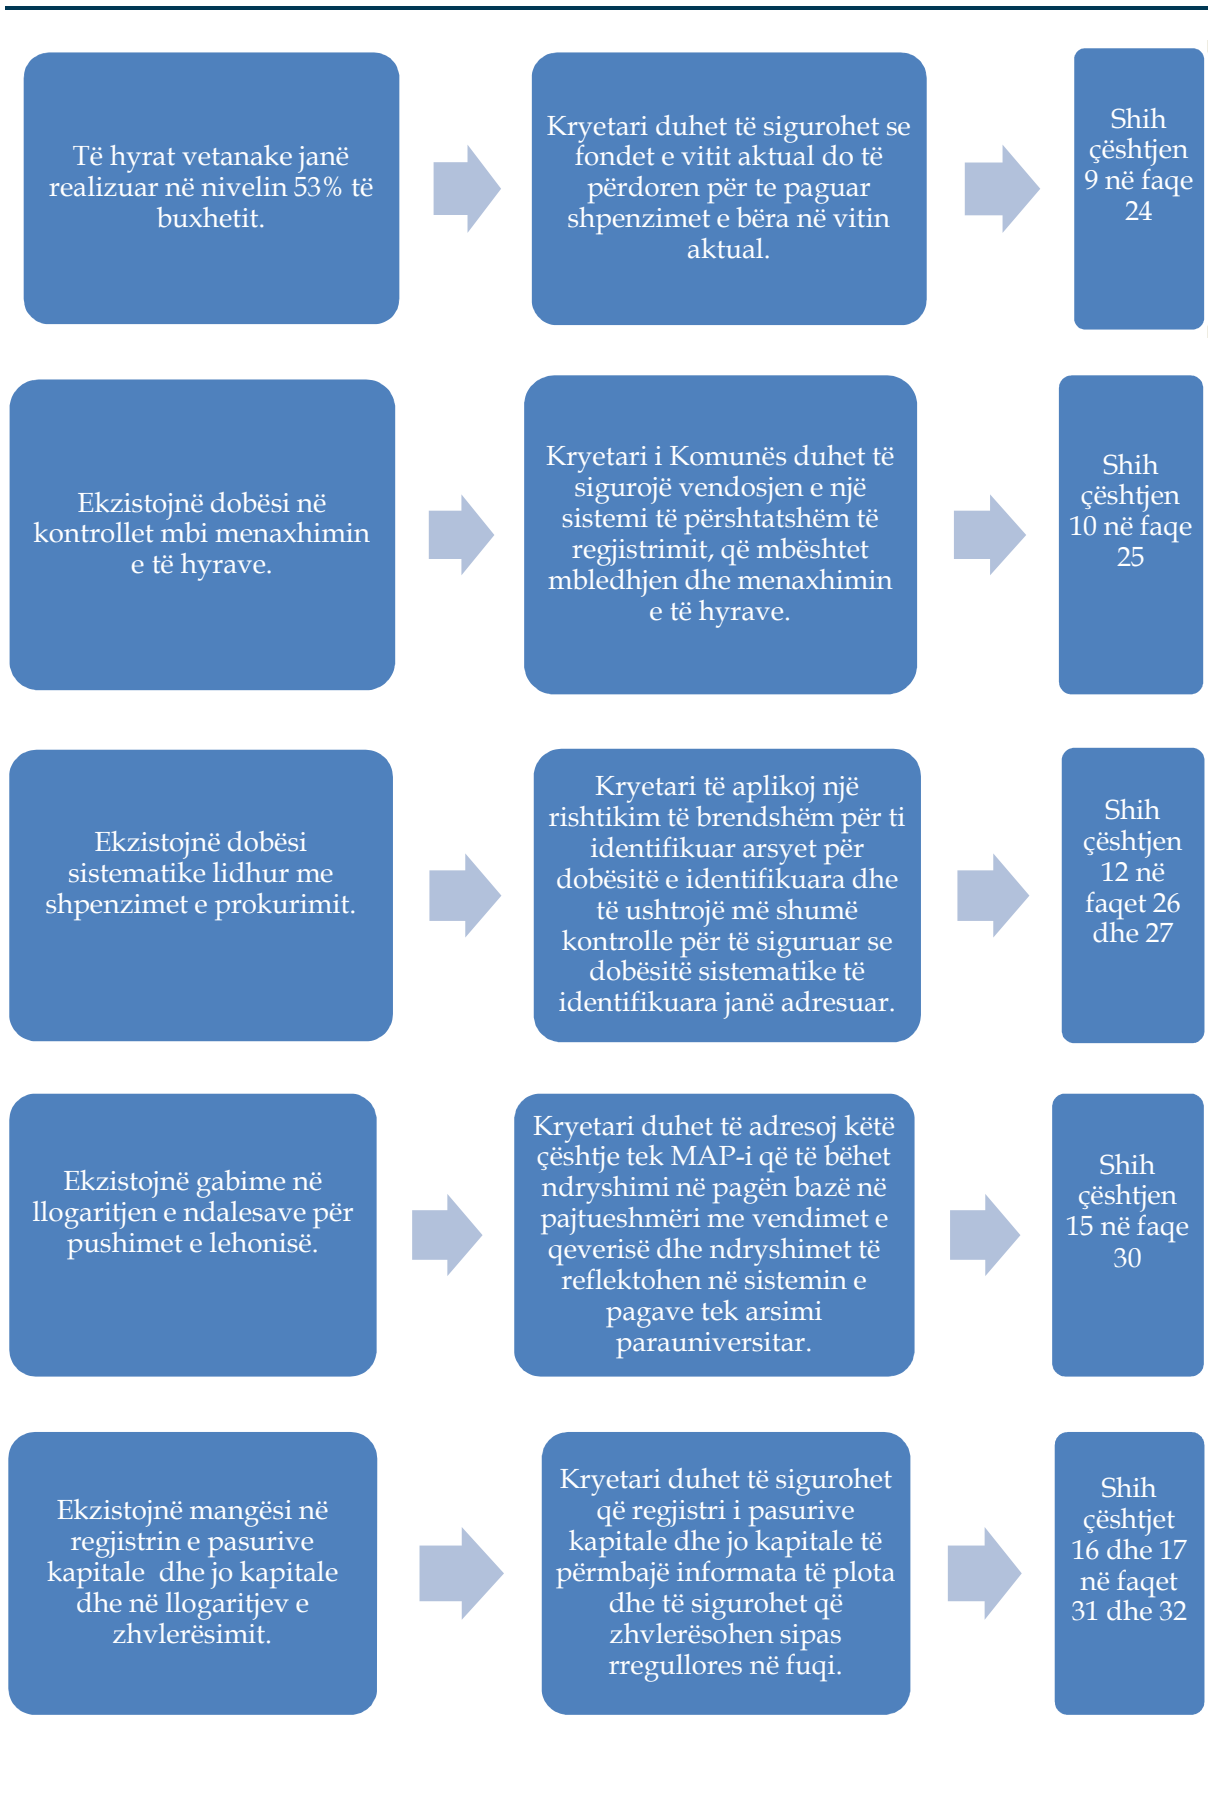 Të hyrat vetanake janë
realizuar në nivelin 53% të
buxhetit.
Kryetari duhet të sigurohet se
fondet e vitit aktual do të
përdoren për te paguar
shpenzimet e bëra në vitin
aktual.
Shih
çështjen
9 në faqe
24
Ekzistojnë dobësi në
kontrollet mbi menaxhimin
e të hyrave.
Kryetari i Komunës duhet të
sigurojë vendosjen e një
sistemi të përshtatshëm të
regjistrimit, që mbështet
mbledhjen dhe menaxhimin
e të hyrave.
Shih
çështjen
10 në faqe
25
Ekzistojnë dobësi
sistematike lidhur me
shpenzimet e prokurimit.
Kryetari të aplikoj një
rishtikim të brendshëm për ti
identifikuar arsyet për
dobësitë e identifikuara dhe
të ushtrojë më shumë
kontrolle për të siguruar se
dobësitë sistematike të
identifikuara janë adresuar.
Shih
çështjen
12 në
faqet 26
dhe 27
Ekzistojnë gabime në
llogaritjen e ndalesave për
pushimet e lehonisë.
Kryetari duhet të adresoj këtë
çështje tek MAP-i që të bëhet
ndryshimi në pagën bazë në
pajtueshmëri me vendimet e
qeverisë dhe ndryshimet të
reflektohen në sistemin e
pagave tek arsimi
parauniversitar.
Shih
çështjen
15 në faqe
30
Ekzistojnë mangësi në
regjistrin e pasurive
kapitale  dhe jo kapitale
dhe në llogaritjev e
zhvlerësimit.
Kryetari duhet të sigurohet
që regjistri i pasurive
kapitale dhe jo kapitale të
përmbajë informata të plota
dhe të sigurohet që
zhvlerësohen sipas
rregullores në fuqi.
Shih
çështjet
16 dhe 17
në faqet
31 dhe 32